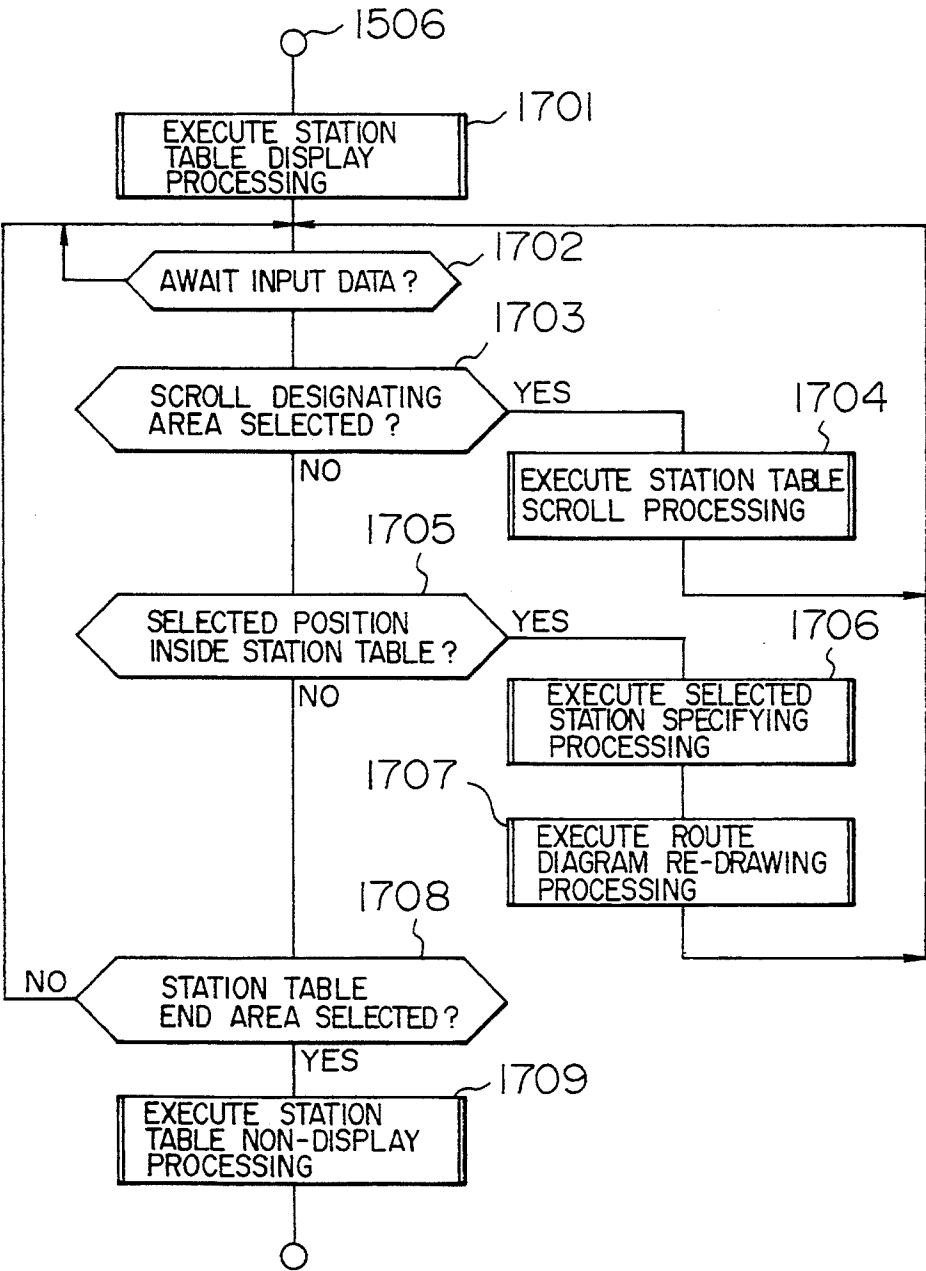 1506
1701
EXECUTE STATION
TABLE DISPLAY
PROCESSING
1702
AWAIT INPUT DATA?
1703
SCROLL DESIGNATING
AREA SELECTED?
YES
NO
1704
EXECUTE STATION TABLE
SCROLL PROCESSING
1705
SELECTED POSITION
INSIDE STATION TABLE?
YES
NO
1706
EXECUTE SELECTED
STATION SPECIFYING
PROCESSING
1707
EXECUTE ROUTE
DIAGRAM RE-DRAWING
PROCESSING
1708
NO
STATION TABLE
END AREA SELECTED?
YES
1709
EXECUTE STATION
TABLE NON-DISPLAY
PROCESSING